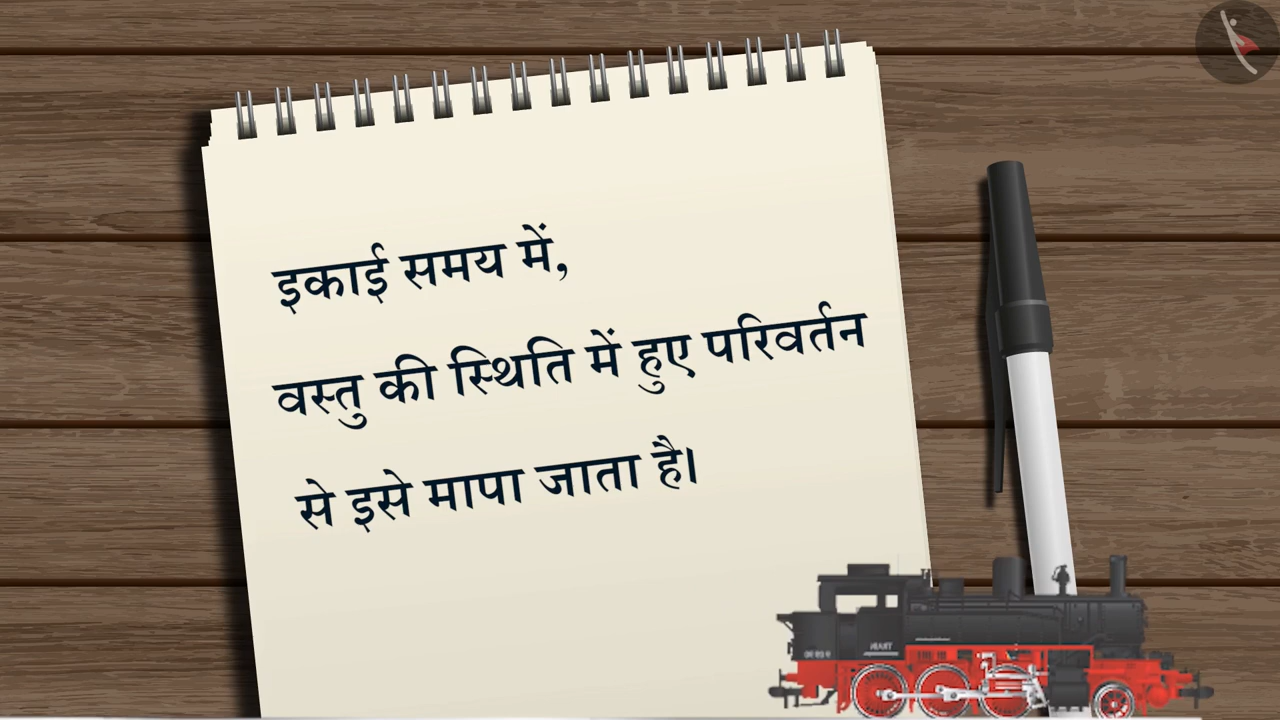 इकाई समय में,
वस्तु की स्थिति में हुए परिवर्तन
से इसे मापा जाता है।